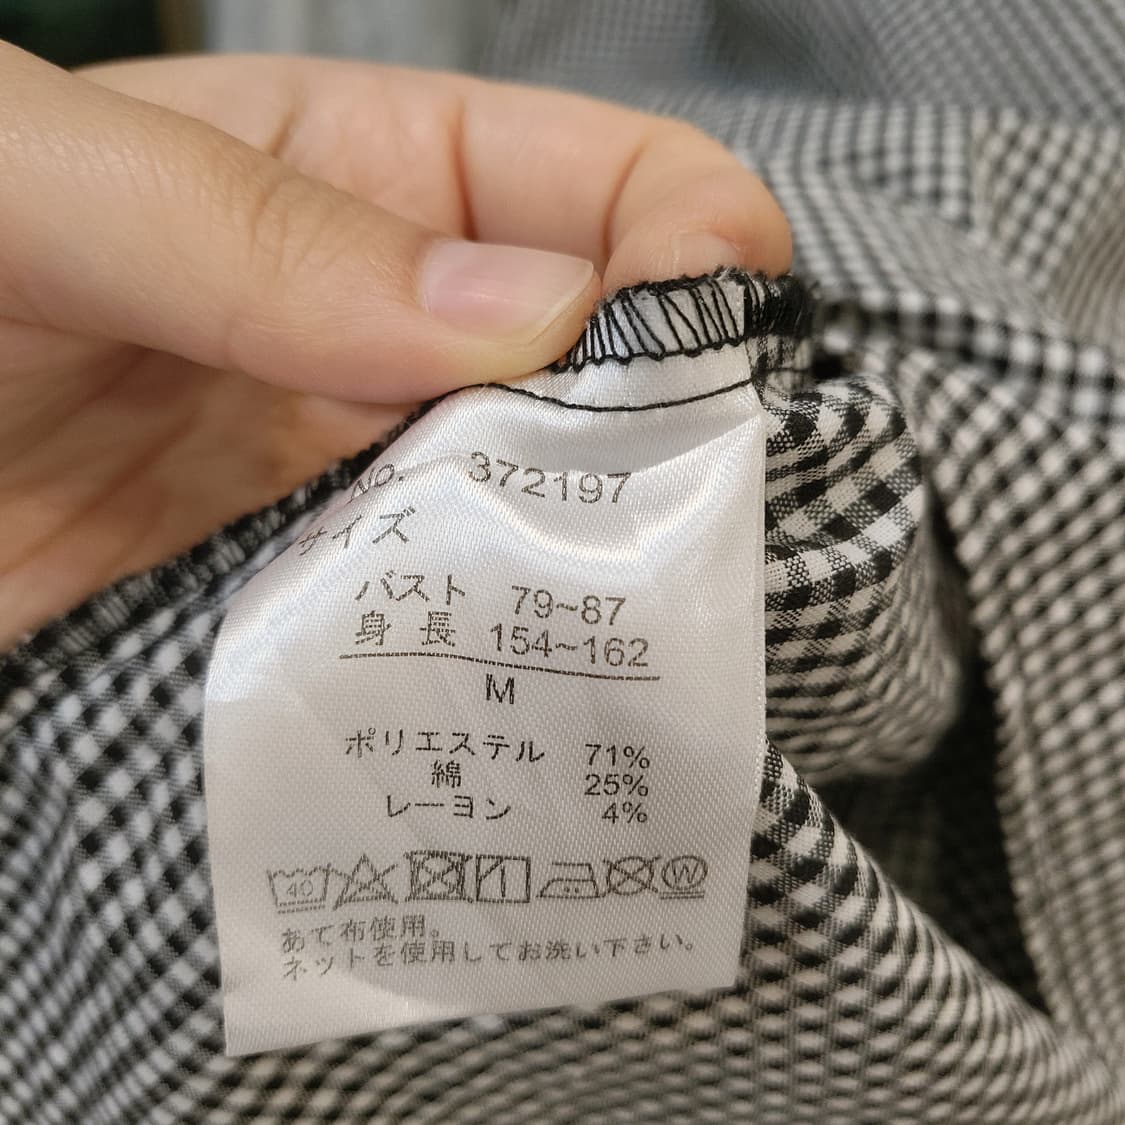 No. 372197
サイズ
バスト 79~87
身長 154~162
M
ポリエステル 71%
綿 25%
レーヨン 4%
40 W
あて布使用。
ネットを使用してお洗い下さい。